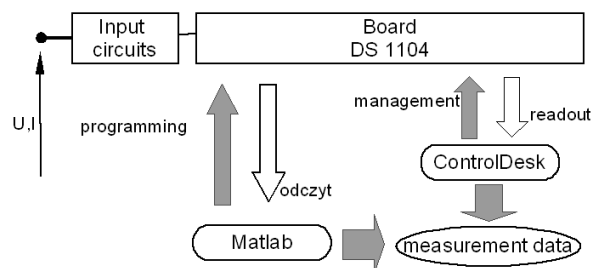 Input
circuits
Board
DS 1104
U,I
programming
management
readout
odczyt
ControlDesk
Matlab
measurement data